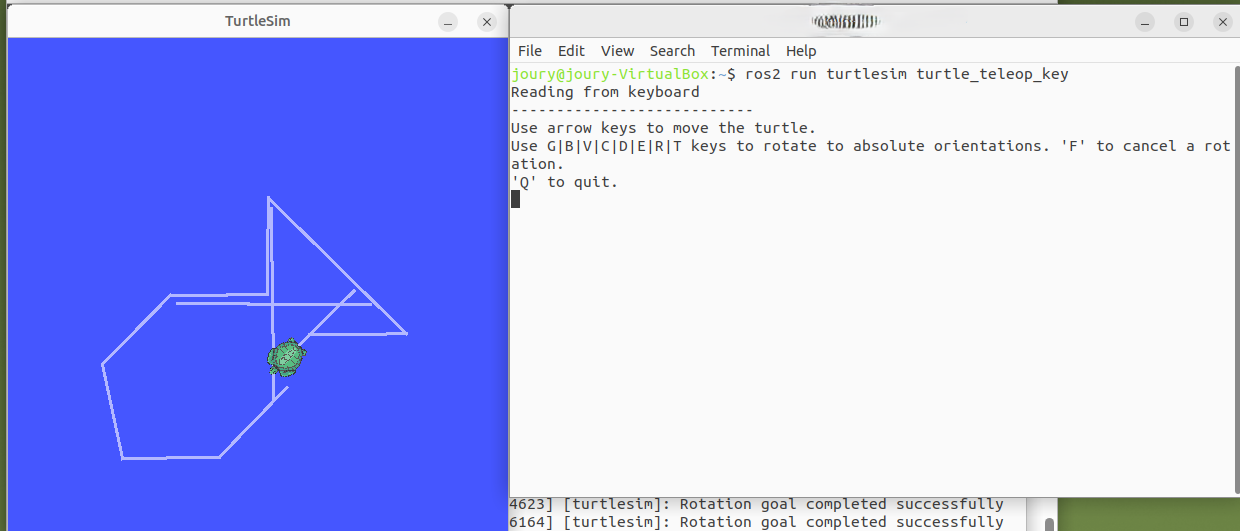 TurtleSim
File Edit View Search Terminal Help
joury@joury-VirtualBox:~$ ros2 run turtlesim turtle_teleop_key
Reading from keyboard
---------------------------
Use arrow keys to move the turtle.
Use G|B|V|C|D|E|R|T keys to rotate to absolute orientations. 'F' to cancel a rot
ation.
'Q' to quit.
4623] [turtlesim]: Rotation goal completed successfully
6164] [turtlesim]: Rotation goal completed successfully